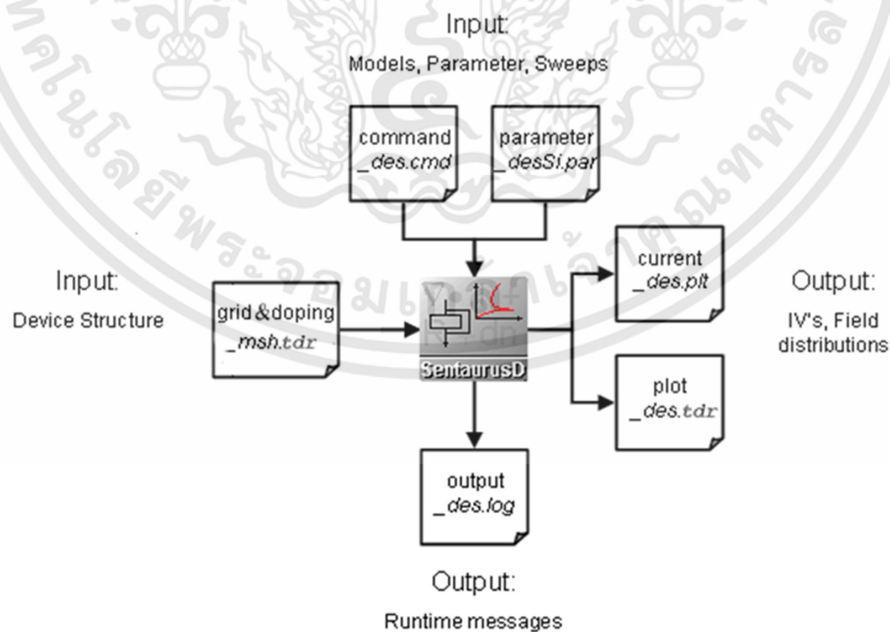 Input:
Models, Parameter, Sweeps
command
_des.cmd
parameter
_desSi.par
Input:
Device Structure
grid&doping
_msh.tdr
SentaurusD
current
_des.plt
plot
_des.tdr
Output:
IV's, Field
distributions
output
_des.log
Output:
Runtime messages